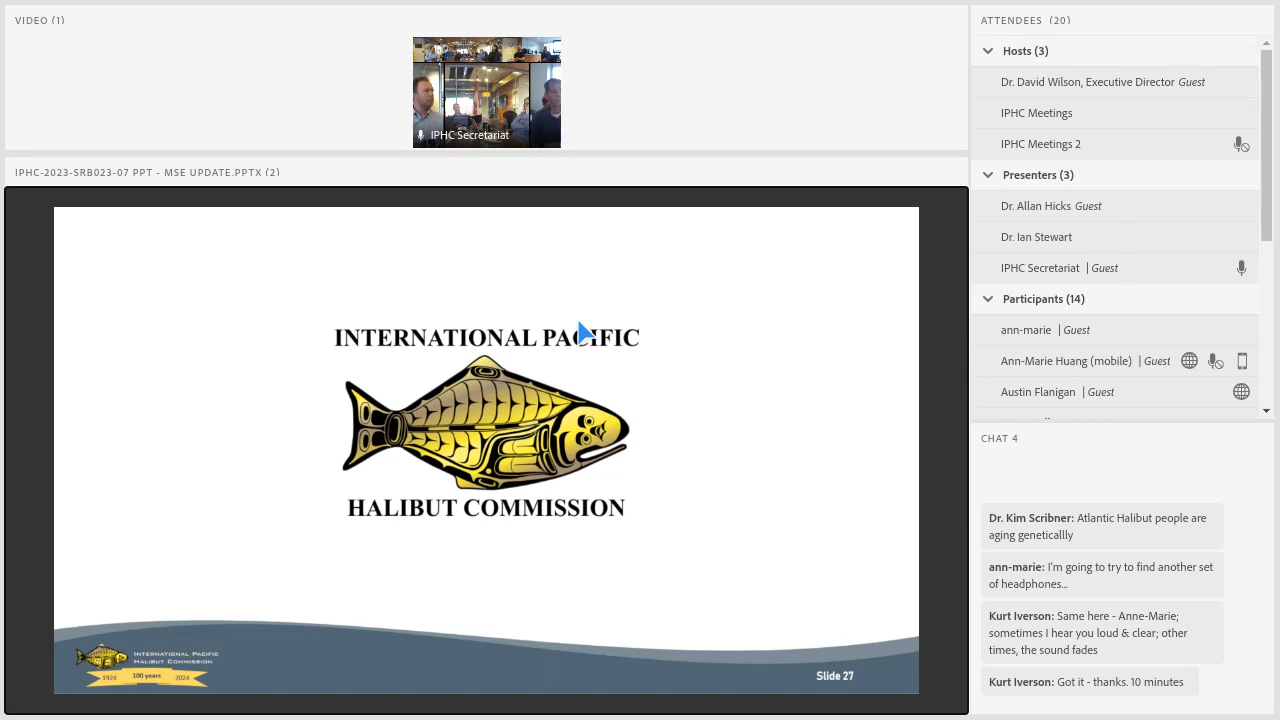 VIDEO (1)
IPHC Secretariat
IPHC-2023-SRB023-07 PPT - MSE UPDATE.PPTX (2)
INTERNATIONAL PACIFIC
HALIBUT COMMISSION
INTERNATIONAL PACIFIC
HALIBUT COMMISSION
1924 100 years 2024
Slide 27
ATTENDEES (20)
Hosts (3)
Dr. David Wilson, Executive Director | Guest
IPHC Meetings
IPHC Meetings 2
Presenters (3)
Dr. Allan Hicks Guest
Dr. Ian Stewart
IPHC Secretariat | Guest
Participants (14)
ann-marie | Guest
Ann-Marie Huang (mobile) | Guest
Austin Flanigan | Guest
CHAT 4
Dr. Kim Scribner: Atlantic Halibut people are
aging geneticallly
ann-marie: I'm going to try to find another set
of headphones...
Kurt Iverson: Same here - Anne-Marie;
sometimes I hear you loud & clear; other
times the sound fades.
Kurt Iverson: Got it - thanks. 10 minutes